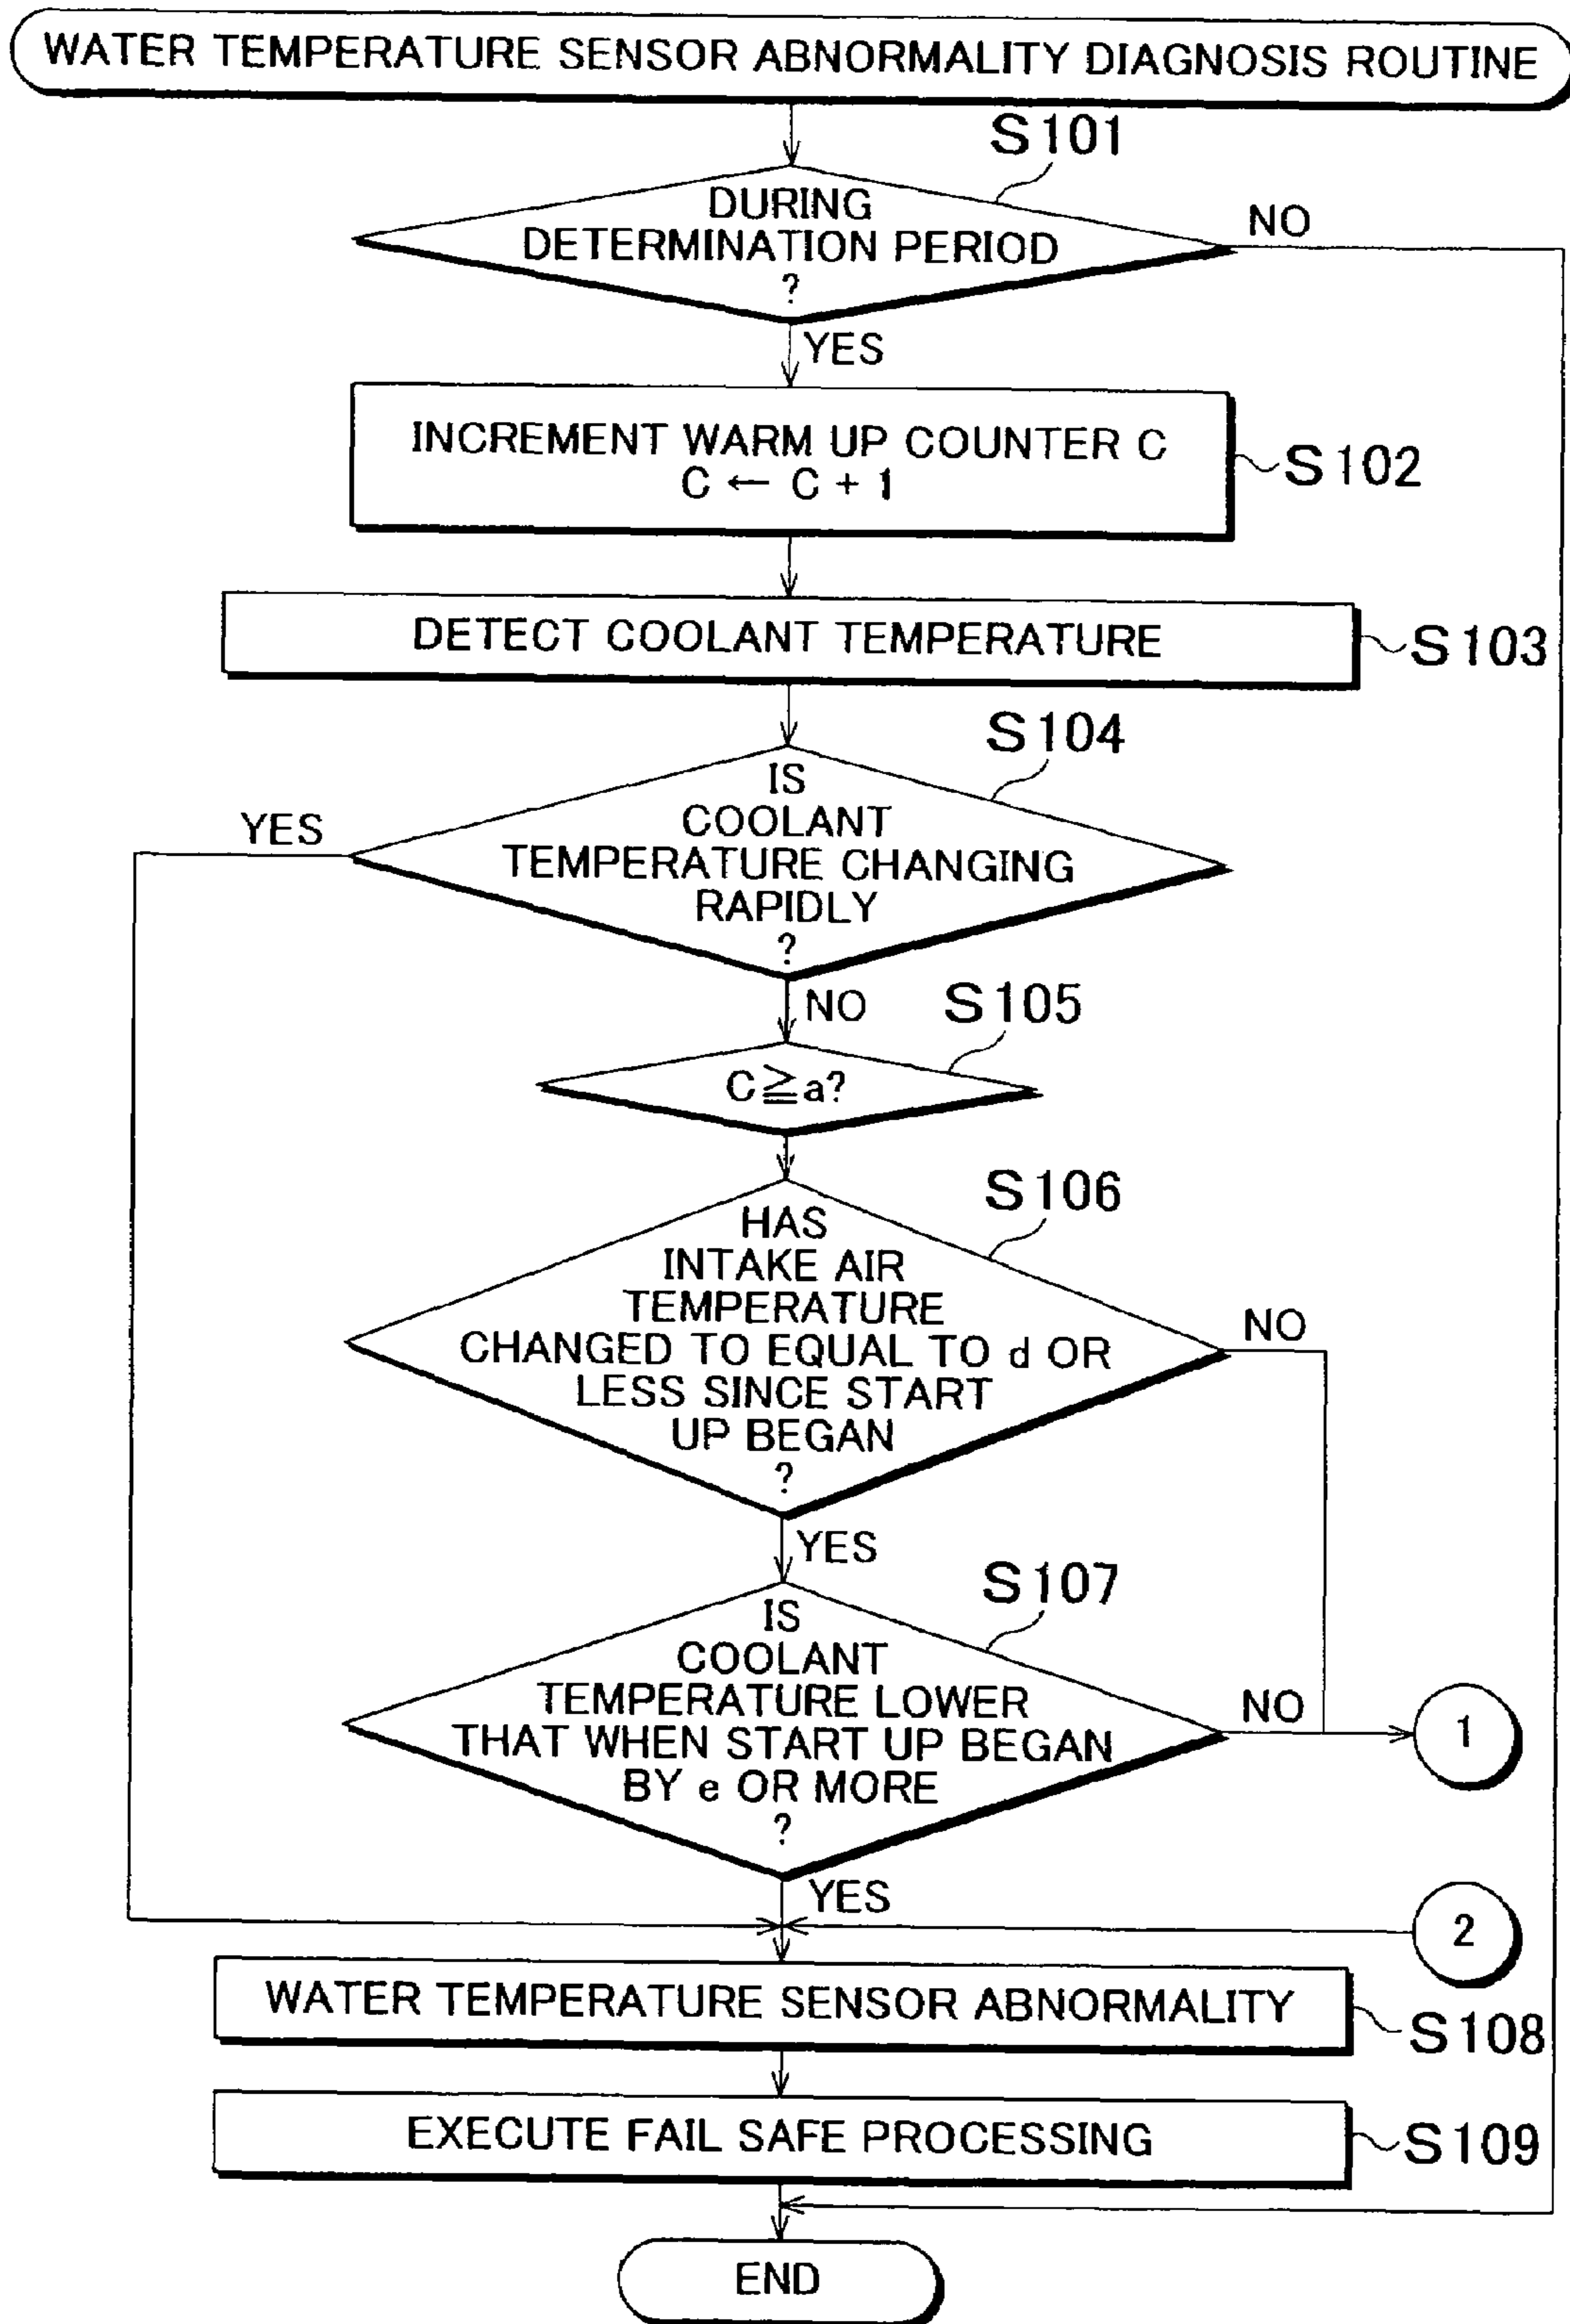 WATER TEMPERATURE SENSOR ABNORMALITY DIAGNOSIS ROUTINE
S101
DURING
DETERMINATION PERIOD
?
NO
YES
INCREMENT WARM UP COUNTER C
C ← C + 1
S102
DETECT COOLANT TEMPERATURE
S103
S104
IS
COOLANT
TEMPERATURE CHANGING
RAPIDLY
?
YES
NO
S105
C≧a?
S106
HAS
INTAKE AIR
TEMPERATURE
CHANGED TO EQUAL TO d OR
LESS SINCE START
UP BEGAN
?
NO
YES
S107
IS
COOLANT
TEMPERATURE LOWER
THAT WHEN START UP BEGAN
BY e OR MORE
?
NO
1
YES
2
WATER TEMPERATURE SENSOR ABNORMALITY
S108
EXECUTE FAIL SAFE PROCESSING
S109
END